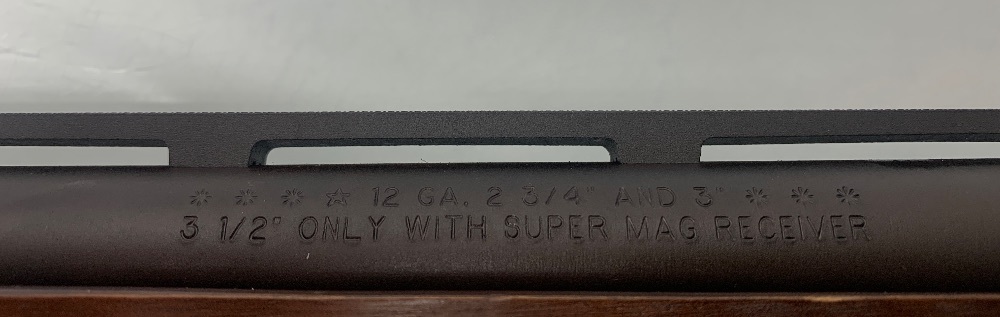 * * * ☆ 12 GA. 2 3/4" AND 3" * * *
3 1/2" ONLY WITH SUPER MAG RECEIVER